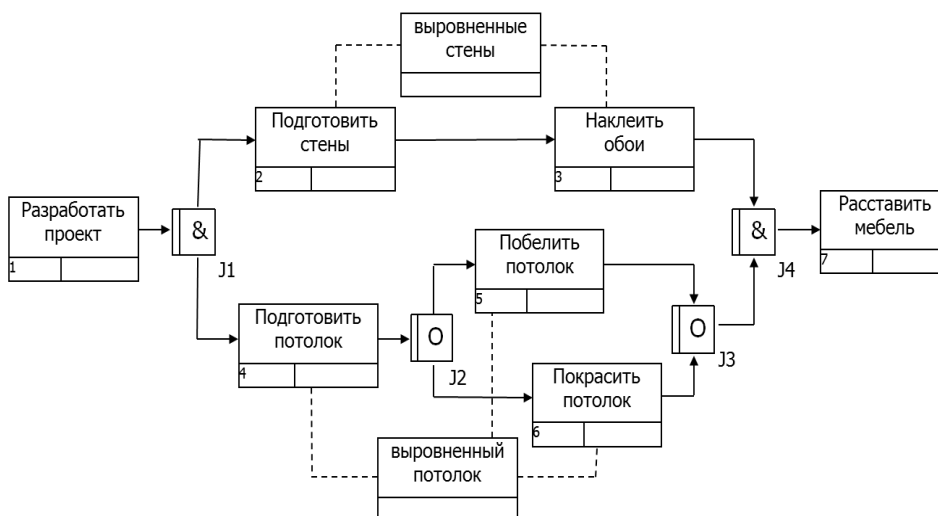 выровненные
стены
Подготовить
стены
2
Наклеить
обои
3
Разработать
проект
1
&
J1
&
J4
Расставить
мебель
7
Побелить
потолок
5
Подготовить
потолок
4
O
J2
O
J3
Покрасить
потолок
6
выровненный
потолок